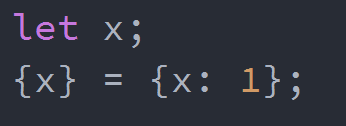 let x;
{x} = {x: 1};